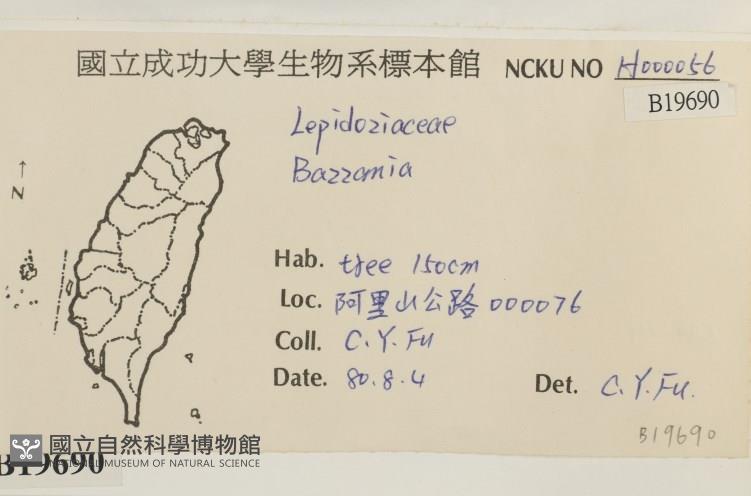 國立成功大學生物系標本館 NCKU NO H000056
B19690
Lepidoziaceae
Bazzania
N
Hab. tree 150cm
Loc. 阿里山公路 000076
Coll. C.Y.Fu
Date. 80.8.4 Det. C.Y.Fu.
B19690
國立自然科學博物館
NATIONAL MUSEUM OF NATURAL SCIENCE
B19690